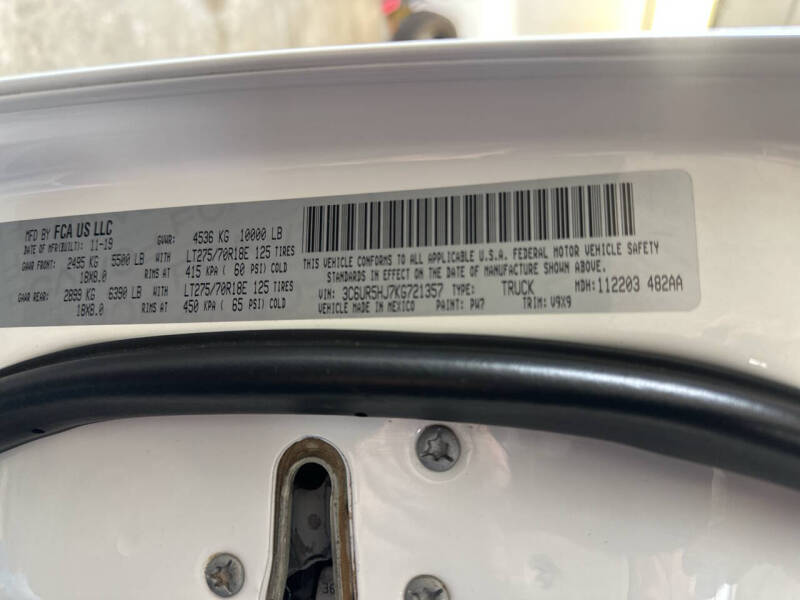 MFD BY FCA US LLC
DATE OF MFR(BUILT): 11-19 GVWR: 4536 KG 10000 LB
GAWR FRONT: 2495 KG 5500 LB WITH LT275/70R18E 125 TIRES
18X8.0 RIMS AT 415 KPA ( 60 PSI) COLD
GAWR REAR: 2899 KG 6390 LB WITH LT275/70R18E 125 TIRES
18X8.0 RIMS AT 450 KPA ( 65 PSI) COLD
THIS VEHICLE CONFORMS TO ALL APPLICABLE U.S.A. FEDERAL MOTOR VEHICLE SAFETY
STANDARDS IN EFFECT ON THE DATE OF MANUFACTURE SHOWN ABOVE.
VIN: 3C6UR5HJ7KG721357 TYPE: TRUCK MDH: 112203 482AA
VEHICLE MADE IN MEXICO PAINT: PW7 TRIM: V9X9